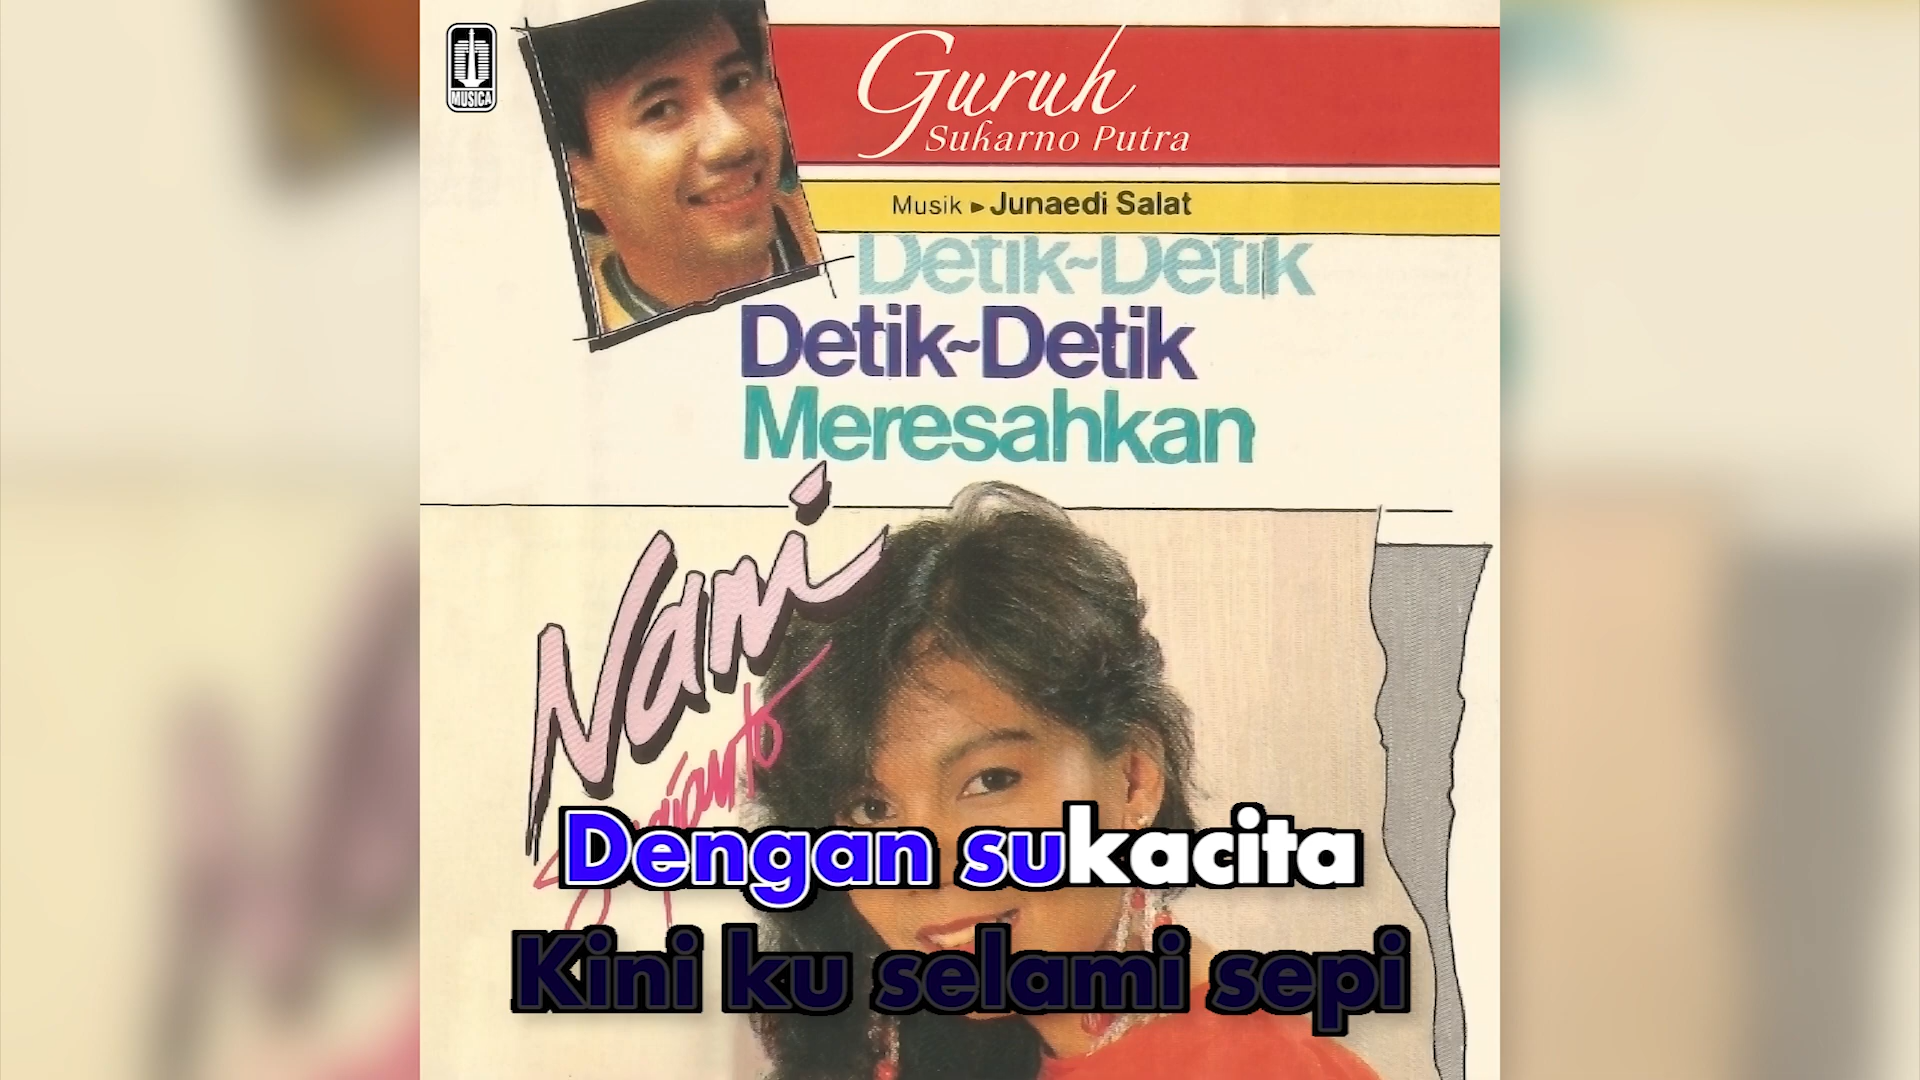 MUSICA
Guruh
Sukarno Putra
Musik ▸ Junaedi Salat
Detik~Detik
Detik~Detik
Meresahkan
Nani
Dengan sukacita
Kini ku selami sepi